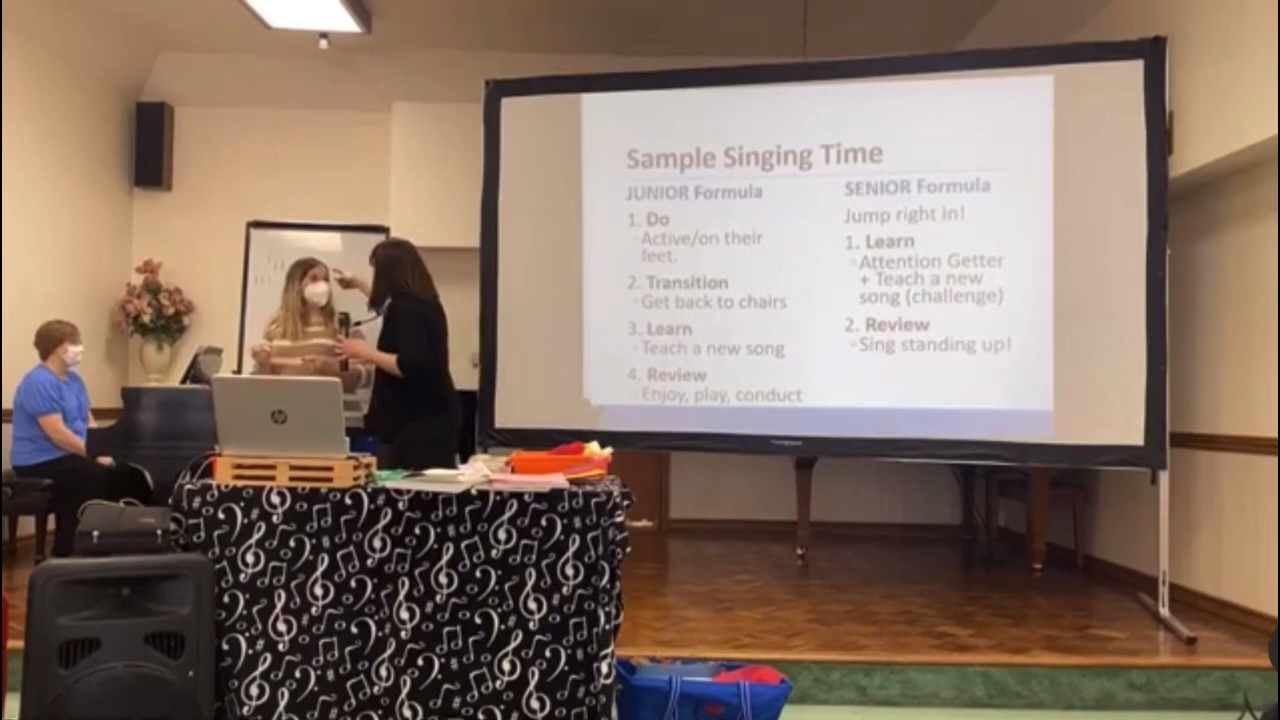 Sample Singing Time
JUNIOR Formula
1. Do
Active/on their
feet.
2. Transition
Get back to chairs
3. Learn
Teach a new song
4. Review
Enjoy, play, conduct
SENIOR Formula
Jump right in!
1. Learn
Attention Getter
+ Teach a new
song (challenge)
2. Review
Sing standing up!
hp